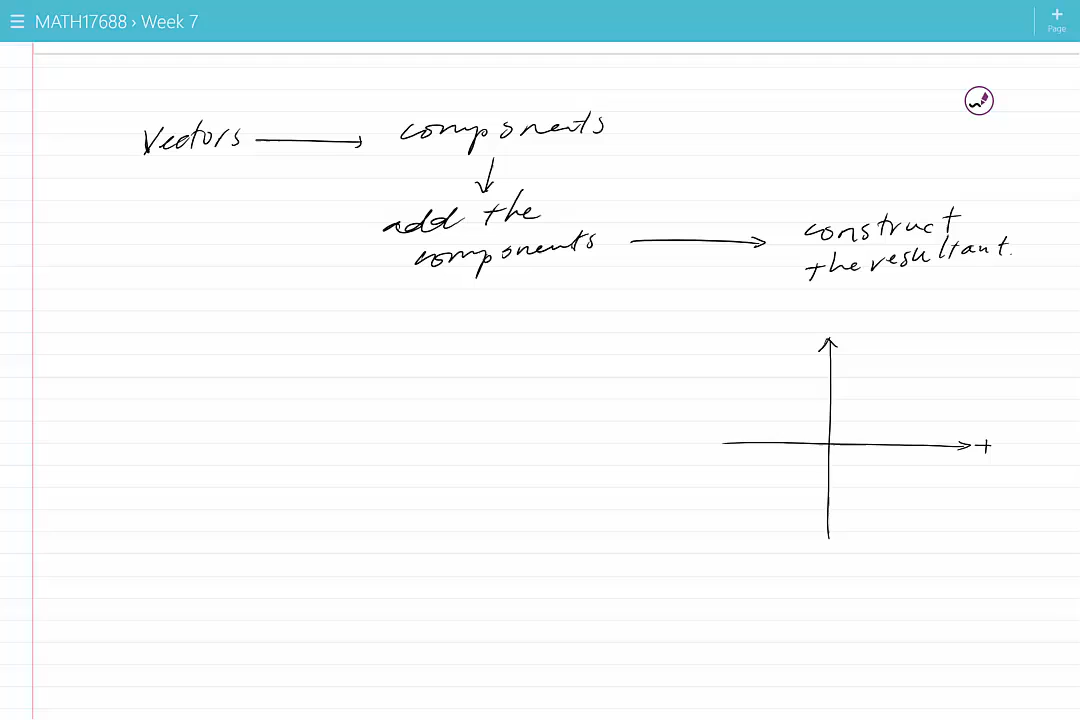 MATH17688 › Week 7
Page
Vectors
components
add the
components
construct
the resultant.
+